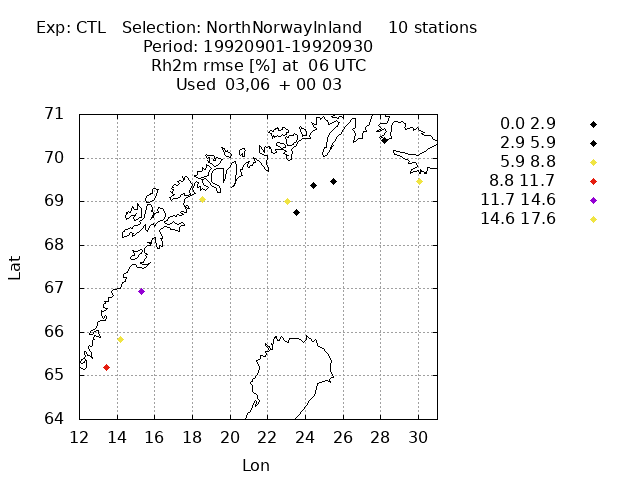 Exp: CTL Selection: NorthNorwayInland 10 stations
Period: 19920901-19920930
Rh2m rmse [%] at 06 UTC
Used 03,06 + 00 03
71
70
69
68
67
66
65
64
Lat
12 14 16 18 20 22 24 26 28 30
Lon
0.0 2.9
2.9 5.9
5.9 8.8
8.8 11.7
11.7 14.6
14.6 17.6